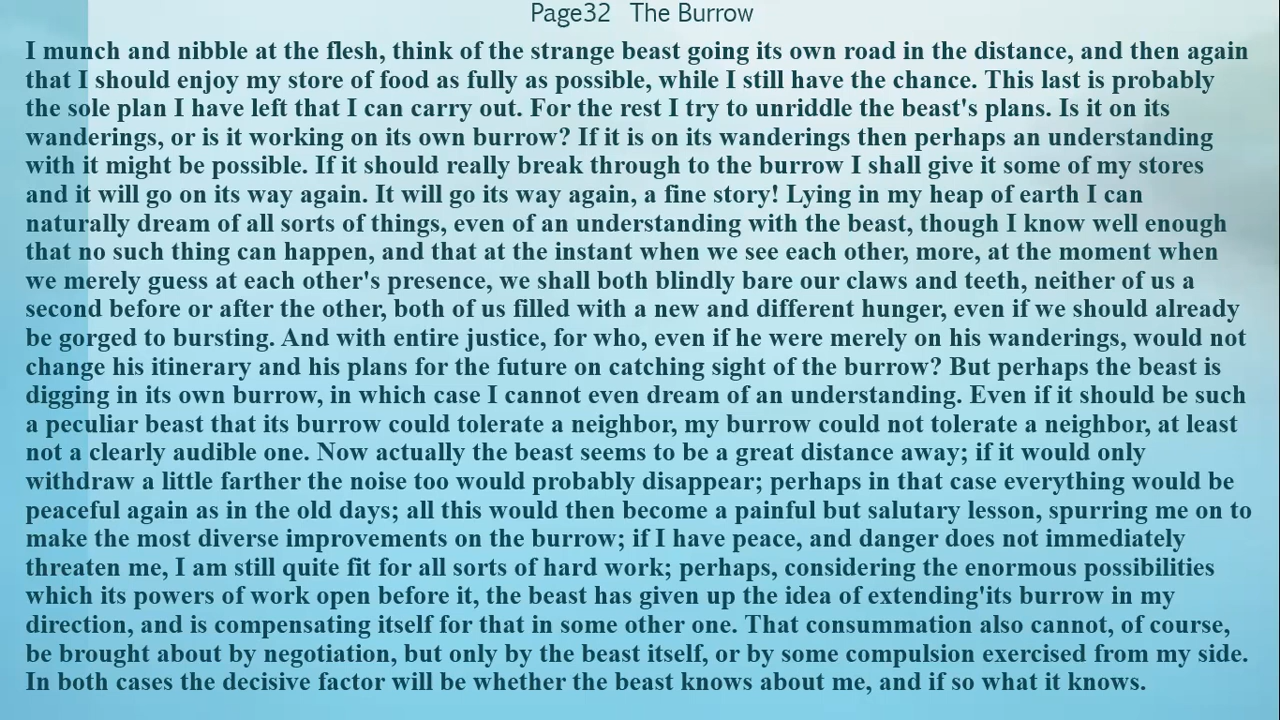 Page32 The Burrow
I munch and nibble at the flesh, think of the strange beast going its own road in the distance, and then again
that I should enjoy my store of food as fully as possible, while I still have the chance. This last is probably
the sole plan I have left that I can carry out. For the rest I try to unriddle the beast's plans. Is it on its
wanderings, or is it working on its own burrow? If it is on its wanderings then perhaps an understanding
with it might be possible. If it should really break through to the burrow I shall give it some of my stores
and it will go on its way again. It will go its way again, a fine story! Lying in my heap of earth I can
naturally dream of all sorts of things, even of an understanding with the beast, though I know well enough
that no such thing can happen, and that at the instant when we see each other, more, at the moment when
we merely guess at each other's presence, we shall both blindly bare our claws and teeth, neither of us a
second before or after the other, both of us filled with a new and different hunger, even if we should already
be gorged to bursting. And with entire justice, for who, even if he were merely on his wanderings, would not
change his itinerary and his plans for the future on catching sight of the burrow? But perhaps the beast is
digging in its own burrow, in which case I cannot even dream of an understanding. Even if it should be such
a peculiar beast that its burrow could tolerate a neighbor, my burrow could not tolerate a neighbor, at least
not a clearly audible one. Now actually the beast seems to be a great distance away; if it would only
withdraw a little farther the noise too would probably disappear; perhaps in that case everything would be
peaceful again as in the old days; all this would then become a painful but salutary lesson, spurring me on to
make the most diverse improvements on the burrow; if I have peace, and danger does not immediately
threaten me, I am still quite fit for all sorts of hard work; perhaps, considering the enormous possibilities
which its powers of work open before it, the beast has given up the idea of extending'its burrow in my
direction, and is compensating itself for that in some other one. That consummation also cannot, of course,
be brought about by negotiation, but only by the beast itself, or by some compulsion exercised from my side.
In both cases the decisive factor will be whether the beast knows about me, and if so what it knows.